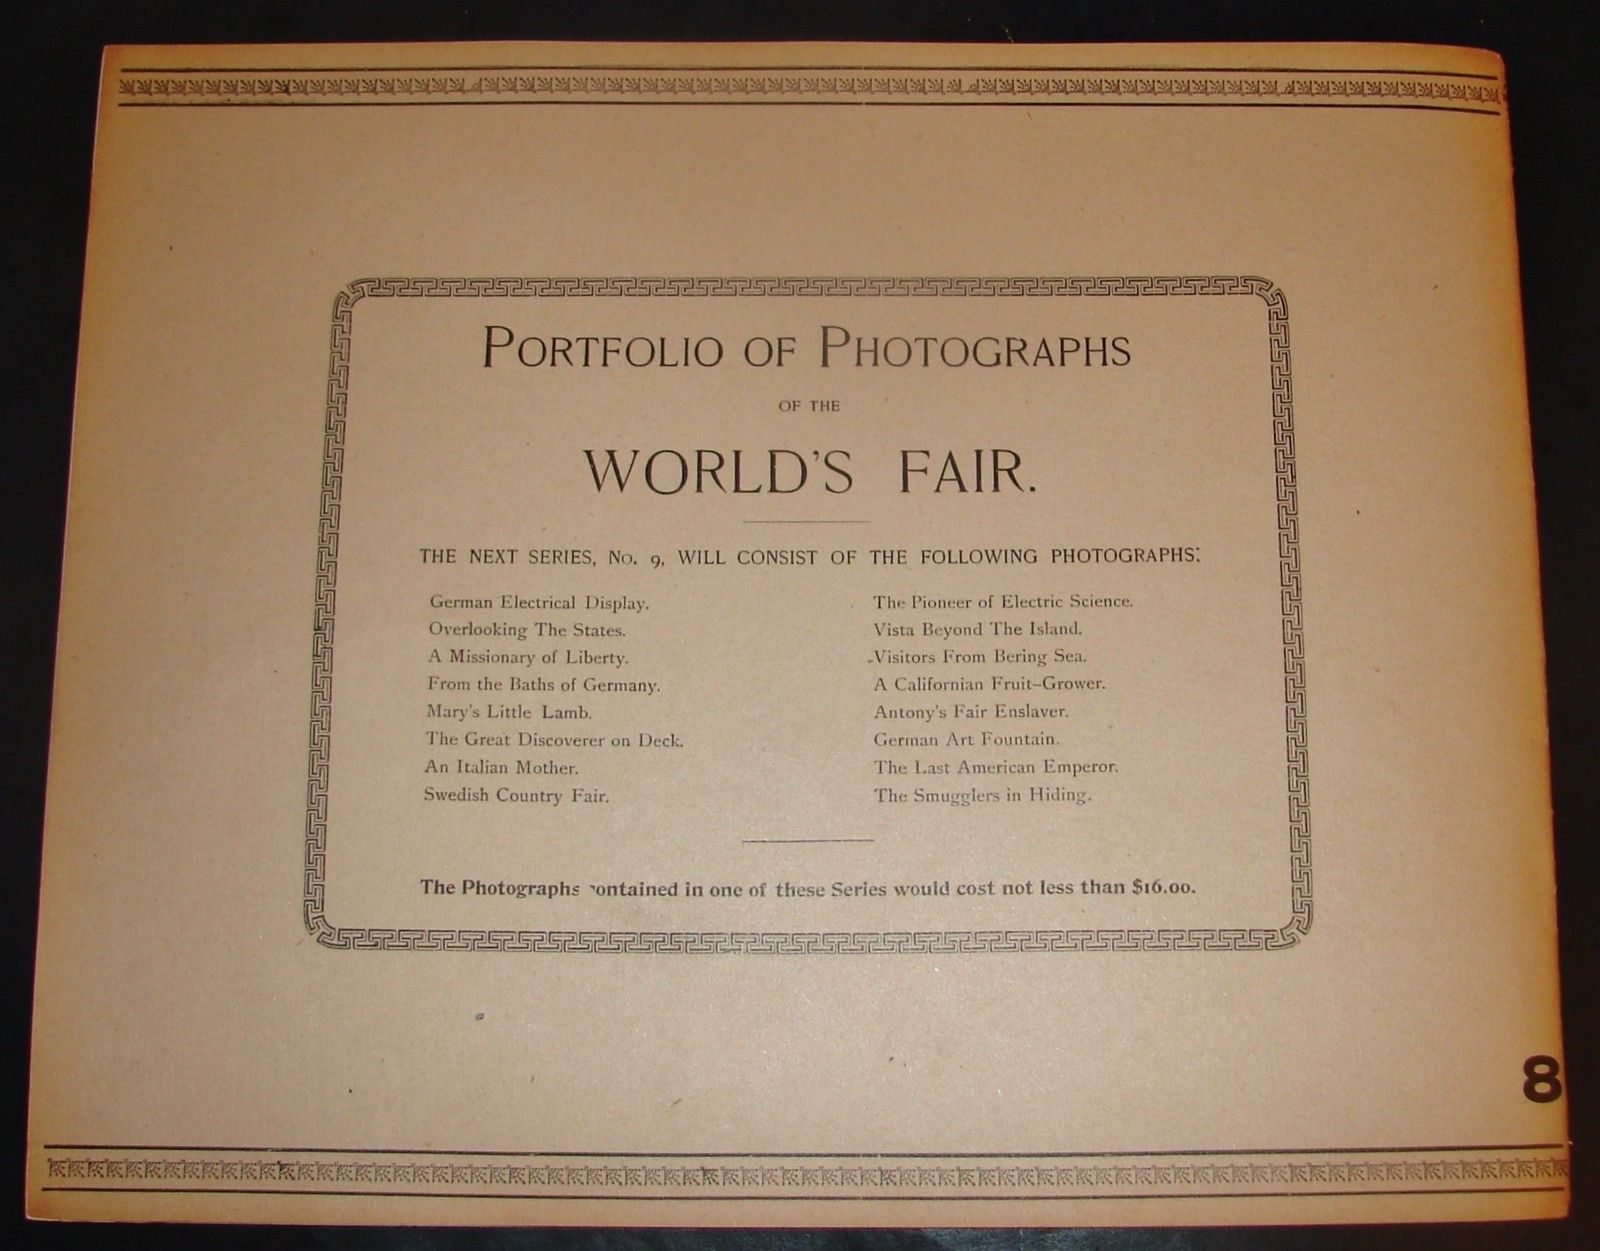 PORTFOLIO OF PHOTOGRAPHS
OF THE
WORLD'S FAIR.
THE NEXT SERIES, No. 9, WILL CONSIST OF THE FOLLOWING PHOTOGRAPHS:
German Electrical Display.
Overlooking The States.
A Missionary of Liberty.
From the Baths of Germany.
Mary's Little Lamb.
The Great Discoverer on Deck.
An Italian Mother.
Swedish Country Fair.
The Pioneer of Electric Science.
Vista Beyond The Island.
Visitors From Bering Sea.
A Californian Fruit-Grower.
Antony's Fair Enslaver.
German Art Fountain.
The Last American Emperor.
The Smugglers in Hiding.
The Photographs contained in one of these Series would cost not less than $16.00.
8